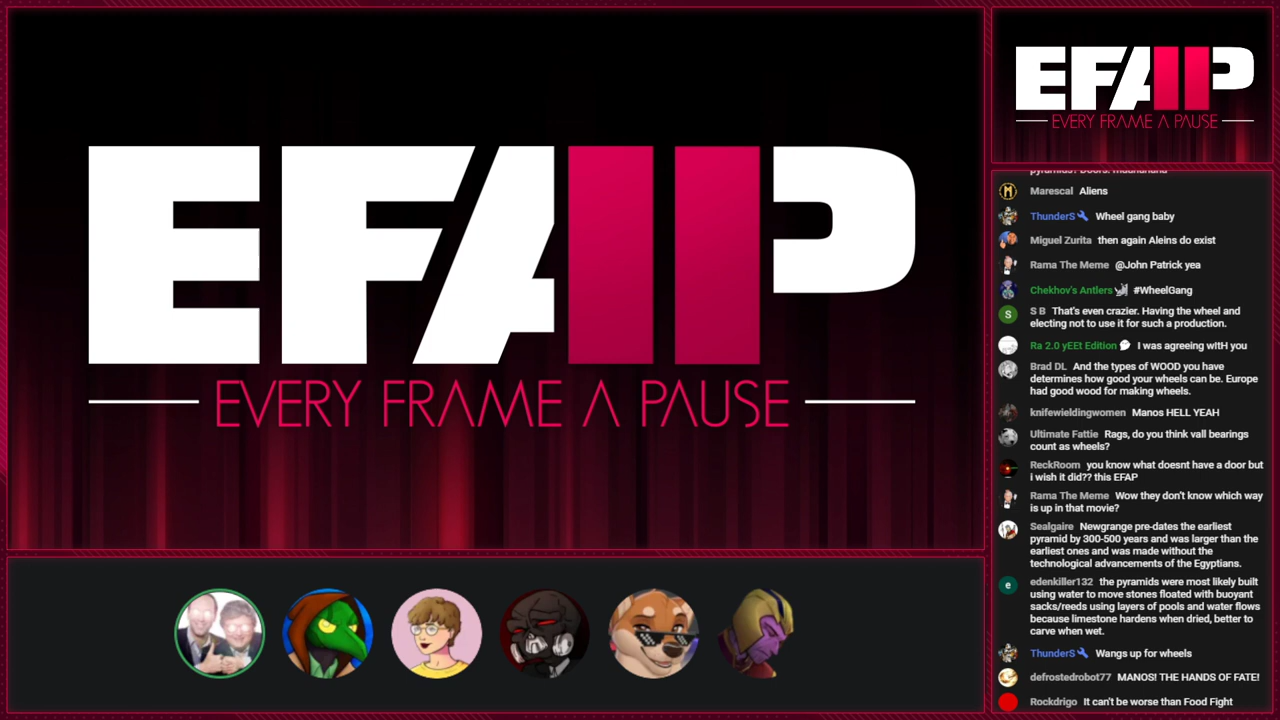 EFAP
EVERY FRAME A PAUSE
EFAP
EVERY FRAME A PAUSE
Marescal Aliens
ThunderS Wheel gang baby
Miguel Zurita then again Aleins do exist
Rama The Meme @John Patrick yea
Chekhov's Antlers #WheelGang
S
S B That's even crazier. Having the wheel and
electing not to use it for such a production.
Ra 2.0 yEEt Edition I was agreeing witH you
Brad DL And the types of WOOD you have
determines how good your wheels can be. Europe
had good wood for making wheels.
knifewieldingwomen Manos HELL YEAH
Ultimate Fattie Rags, do you think vall bearings
count as wheels?
ReckRoom you know what doesnt have a door but
i wish it did?? this EFAP
Rama The Meme Wow they don't know which way
is up in that movie?
Sealgaire Newgrange pre-dates the earliest
pyramid by 300-500 years and was larger than the
earliest ones and was made without the
technological advancements of the Egyptians.
e
edenkiller132 the pyramids were most likely built
using water to move stones floated with buoyant
sacks/reeds using layers of pools and water flows
because limestone hardens when dried, better to
carve when wet.
ThunderS Wangs up for wheels
defrostedrobot77 MANOS! THE HANDS OF FATE!
Rockdrigo It can't be worse than Food Fight